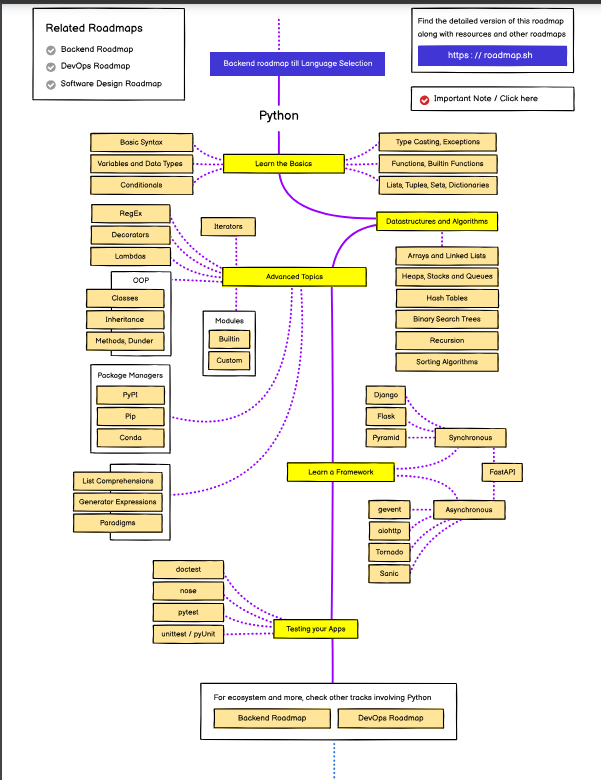 Related Roadmaps
Backend Roadmap
DevOps Roadmap
Software Design Roadmap
Backend roadmap till Language Selection
Find the detailed version of this roadmap
along with resources and other roadmaps
https : // roadmap.sh
Important Note / Click here
Python
Basic Syntax
Variables and Data Types
Conditionals
Learn the Basics
Type Casting, Exceptions
Functions, Builtin Functions
Lists, Tuples, Sets, Dictionaries
Datastructures and Algorithms
Arrays and Linked Lists
Heaps, Stacks and Queues
Hash Tables
Binary Search Trees
Recursion
Sorting Algorithms
RegEx
Decorators
Lambdas
Iterators
Advanced Topics
OOP
Classes
Inheritance
Methods, Dunder
Modules
Builtin
Custom
Package Managers
PyPI
Pip
Conda
List Comprehensions
Generator Expressions
Paradigms
Learn a Framework
Django
Flask
Pyramid
Synchronous
FastAPI
Asynchronous
gevent
aiohttp
Tornado
Sanic
doctest
nose
pytest
unittest / pyUnit
Testing your Apps
For ecosystem and more, check other tracks involving Python
Backend Roadmap
DevOps Roadmap